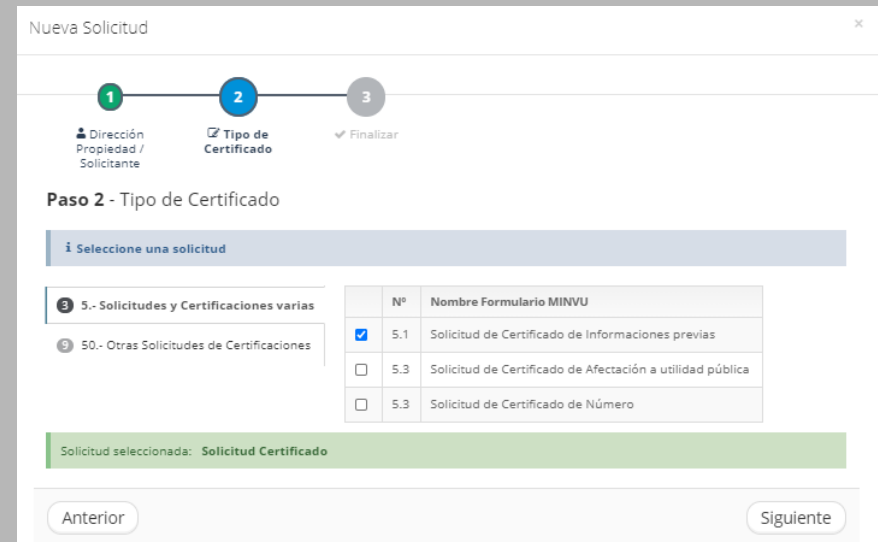 Nueva Solicitud
×
1
2
3
Dirección
Propiedad /
Solicitante
Tipo de
Certificado
Finalizar
Paso 2 - Tipo de Certificado
i Seleccione una solicitud
3 5.- Solicitudes y Certificaciones varias
9 50.- Otras Solicitudes de Certificaciones
Nº Nombre Formulario MINVU
5.1 Solicitud de Certificado de Informaciones previas
5.3 Solicitud de Certificado de Afectación a utilidad pública
5.3 Solicitud de Certificado de Número
Solicitud seleccionada: Solicitud Certificado
Anterior
Siguiente